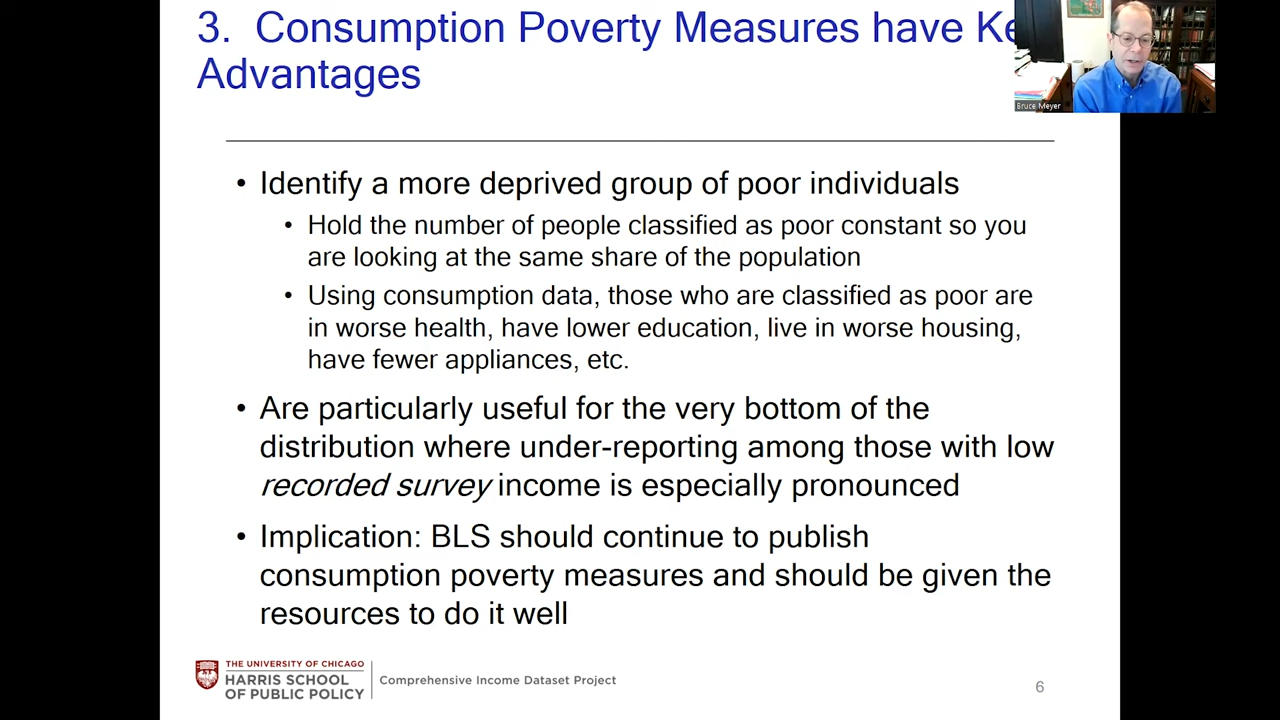 3. Consumption Poverty Measures have Ke
Advantages
Bruce Meyer
• Identify a more deprived group of poor individuals
• Hold the number of people classified as poor constant so you
are looking at the same share of the population
• Using consumption data, those who are classified as poor are
in worse health, have lower education, live in worse housing,
have fewer appliances, etc.
• Are particularly useful for the very bottom of the
distribution where under-reporting among those with low
recorded survey income is especially pronounced
• Implication: BLS should continue to publish
consumption poverty measures and should be given the
resources to do it well
THE UNIVERSITY OF CHICAGO
HARRIS SCHOOL
OF PUBLIC POLICY
Comprehensive Income Dataset Project
6